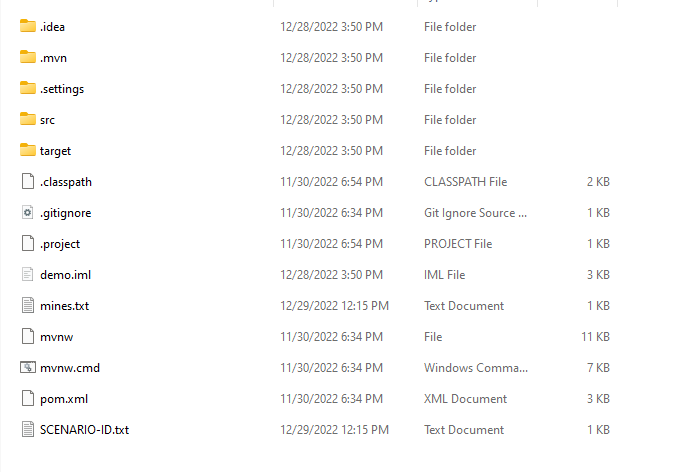 .idea 12/28/2022 3:50 PM File folder
.mvn 12/28/2022 3:50 PM File folder
.settings 12/28/2022 3:50 PM File folder
src 12/28/2022 3:50 PM File folder
target 12/28/2022 3:50 PM File folder
.classpath 11/30/2022 6:54 PM CLASSPATH File 2 KB
.gitignore 11/30/2022 6:34 PM Git Ignore Source ... 1 KB
.project 11/30/2022 6:54 PM PROJECT File 1 KB
demo.iml 12/28/2022 3:50 PM IML File 3 KB
mines.txt 12/29/2022 12:15 PM Text Document 1 KB
mvnw 11/30/2022 6:34 PM File 11 KB
mvnw.cmd 11/30/2022 6:34 PM Windows Comma... 7 KB
pom.xml 11/30/2022 6:34 PM XML Document 3 KB
SCENARIO-ID.txt 12/29/2022 12:15 PM Text Document 1 KB